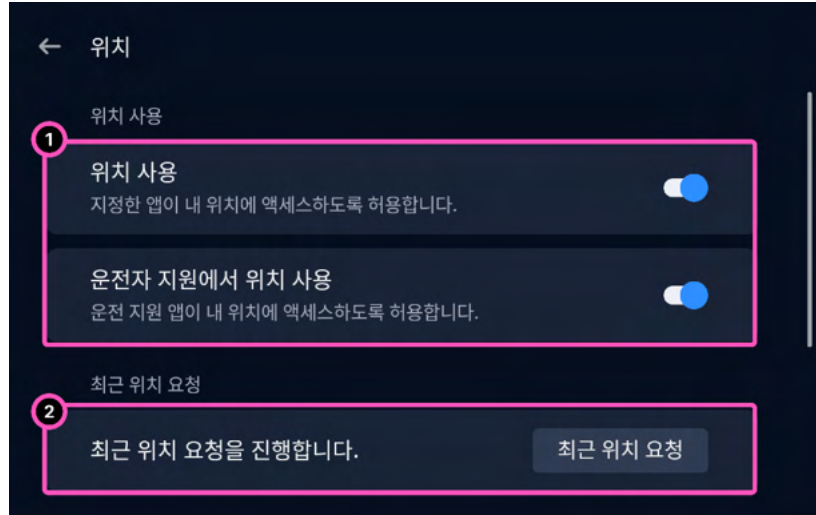 위치
위치 사용
1
위치 사용
지정한 앱이 내 위치에 액세스하도록 허용합니다.
운전자 지원에서 위치 사용
운전 지원 앱이 내 위치에 액세스하도록 허용합니다.
최근 위치 요청
2
최근 위치 요청을 진행합니다.
최근 위치 요청